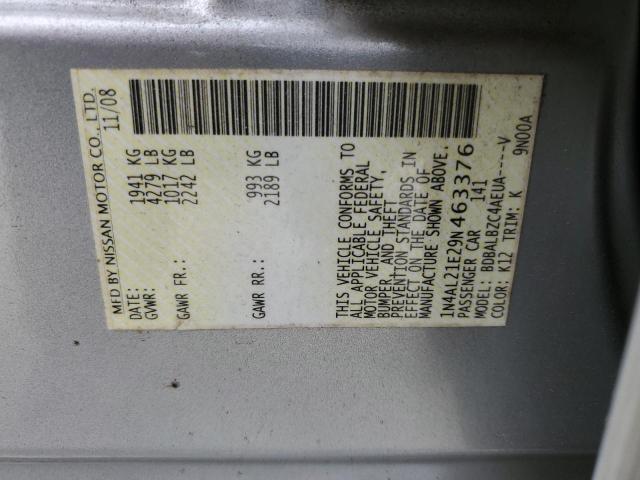 MFD BY NISSAN MOTOR CO., LTD.
DATE: 11/08
GVWR: 1941 KG
4279 LB
GAWR FR: 1017 KG
2242 LB
GAWR RR: 993 KG
2189 LB
THIS VEHICLE CONFORMS TO
ALL APPLICABLE FEDERAL
MOTOR VEHICLE SAFETY,
BUMPER, AND THEFT
PREVENTION STANDARDS IN
EFFECT ON THE DATE OF
MANUFACTURE SHOWN ABOVE.
1N4AL21E29N463376
PASSENGER CAR 141
MODEL: BDBALBZC4AEUA----V
COLOR: K12 TRIM: K 9N00A